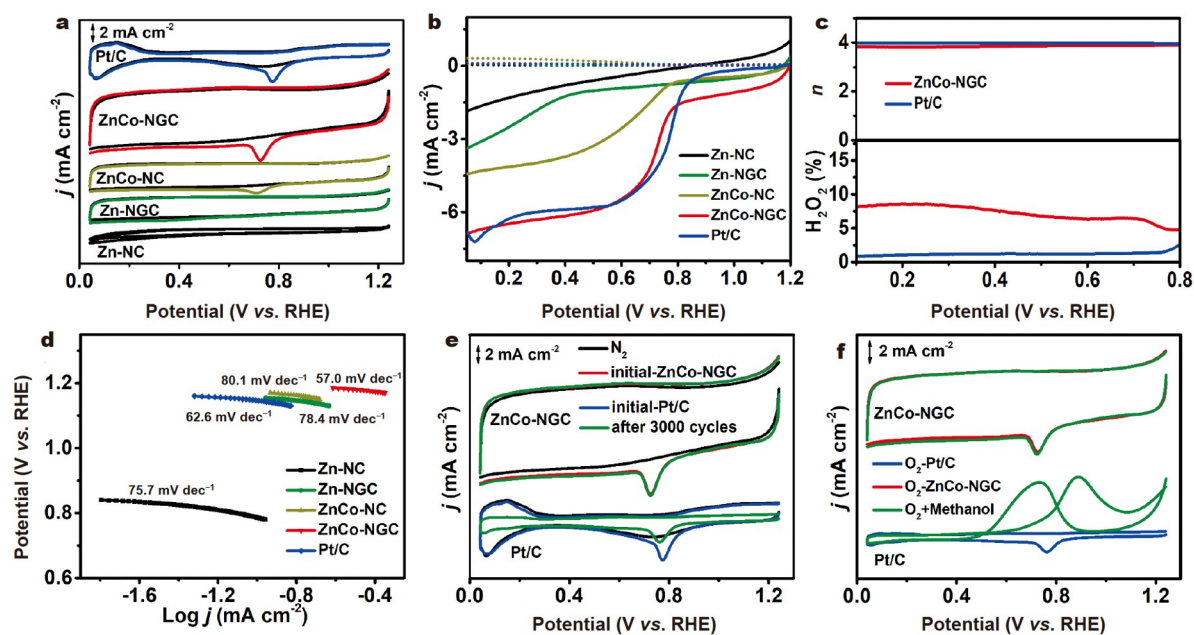 a
2 mA cm⁻²
Pt/C
ZnCo-NGC
ZnCo-NC
Zn-NGC
Zn-NC
j (mA cm⁻²)
0.0 0.4 0.8 1.2
Potential (V vs. RHE)
b
0
-3
-6
j (mA cm⁻²)
Zn-NC
Zn-NGC
ZnCo-NC
ZnCo-NGC
Pt/C
0.2 0.4 0.6 0.8 1.0 1.2
Potential (V vs. RHE)
c
4
2
0
n
ZnCo-NGC
Pt/C
15
10
5
0
H₂O₂ (%)
0.2 0.4 0.6 0.8
Potential (V vs. RHE)
d
1.2
1.0
0.8
0.6
Potential (V vs. RHE)
80.1 mV dec⁻¹
57.0 mV dec⁻¹
62.6 mV dec⁻¹
78.4 mV dec⁻¹
75.7 mV dec⁻¹
Zn-NC
Zn-NGC
ZnCo-NC
ZnCo-NGC
Pt/C
-1.6 -1.2 -0.8 -0.4
Log j (mA cm⁻²)
e
2 mA cm⁻²
N₂
initial-ZnCo-NGC
initial-Pt/C
after 3000 cycles
ZnCo-NGC
Pt/C
j (mA cm⁻²)
0.0 0.4 0.8 1.2
Potential (V vs. RHE)
f
2 mA cm⁻²
ZnCo-NGC
O₂-Pt/C
O₂-ZnCo-NGC
O₂+Methanol
Pt/C
j (mA cm⁻²)
0.0 0.4 0.8 1.2
Potential (V vs. RHE)